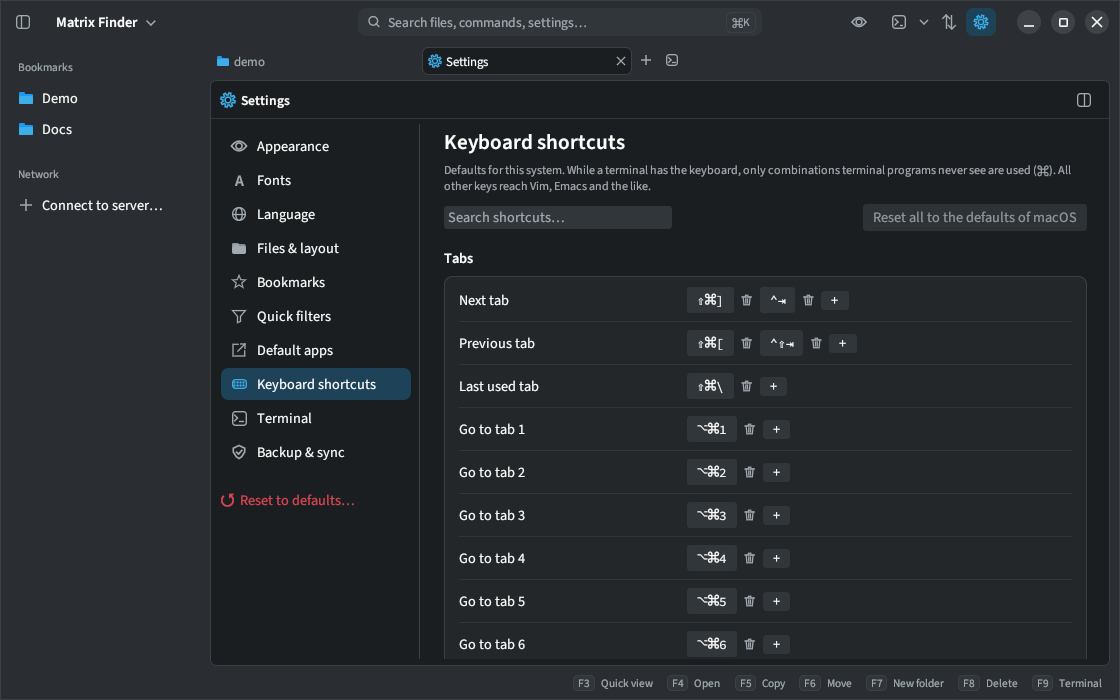 Matrix Finder
Search files, commands, settings…
⌘K
Bookmarks
Demo
Docs
Network
Connect to server…
demo
Settings
Settings
Appearance
Fonts
Language
Files & layout
Bookmarks
Quick filters
Default apps
Keyboard shortcuts
Terminal
Backup & sync
Reset to defaults…
Keyboard shortcuts
Defaults for this system. While a terminal has the keyboard, only combinations terminal programs never see are used (⌘). All
other keys reach Vim, Emacs and the like.
Search shortcuts…
Reset all to the defaults of macOS
Tabs
Next tab ⇧⌘] ^⇥ +
Previous tab ⇧⌘[ ^⇧⇥ +
Last used tab ⇧⌘\ +
Go to tab 1 ⌥⌘1 +
Go to tab 2 ⌥⌘2 +
Go to tab 3 ⌥⌘3 +
Go to tab 4 ⌥⌘4 +
Go to tab 5 ⌥⌘5 +
Go to tab 6 ⌥⌘6 +
F3 Quick view F4 Open F5 Copy F6 Move F7 New folder F8 Delete F9 Terminal